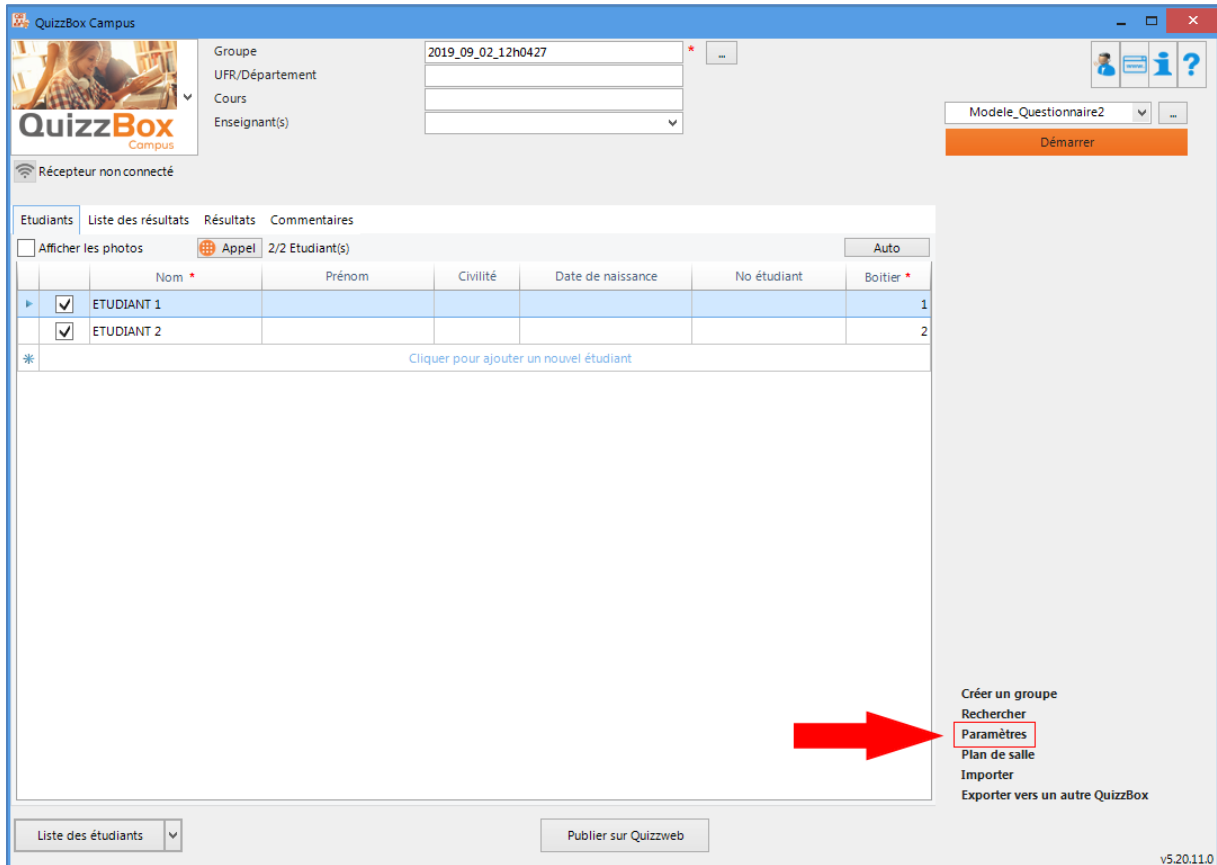 QuizzBox Campus
Groupe 2019_09_02_12h0427 * ...
UFR/Département
Cours
Enseignant(s)
QuizzBox
Campus
Récepteur non connecté
www.
i ?
Modele_Questionnaire2 ...
Démarrer
Etudiants Liste des résultats Résultats Commentaires
Afficher les photos Appel 2/2 Etudiant(s) Auto
Nom * Prénom Civilité Date de naissance No étudiant Boitier *
ETUDIANT 1 1
ETUDIANT 2 2
Cliquer pour ajouter un nouvel étudiant
Créer un groupe
Rechercher
Paramètres
Plan de salle
Importer
Exporter vers un autre QuizzBox
Liste des étudiants Publier sur Quizzweb
v5.20.11.0